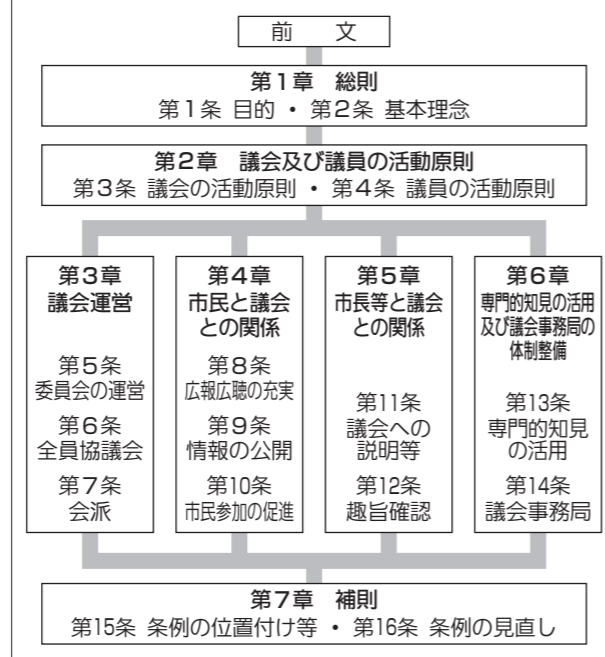 前　文
第1章　総則
第1条 目的 ・ 第2条 基本理念
第2章　議会及び議員の活動原則
第3条 議会の活動原則 ・ 第4条 議員の活動原則
第3章
議会運営
第5条
委員会の運営
第6条
全員協議会
第7条
会派
第4章
市民と議会
との関係
第8条
広報広聴の充実
第9条
情報の公開
第10条
市民参加の促進
第5章
市長等と議会
との関係
第11条
議会への
説明等
第12条
趣旨確認
第6章
専門的知見の活用
及び議会事務局の
体制整備
第13条
専門的知見
の活用
第14条
議会事務局
第7章　補則
第15条 条例の位置付け等 ・ 第16条 条例の見直し